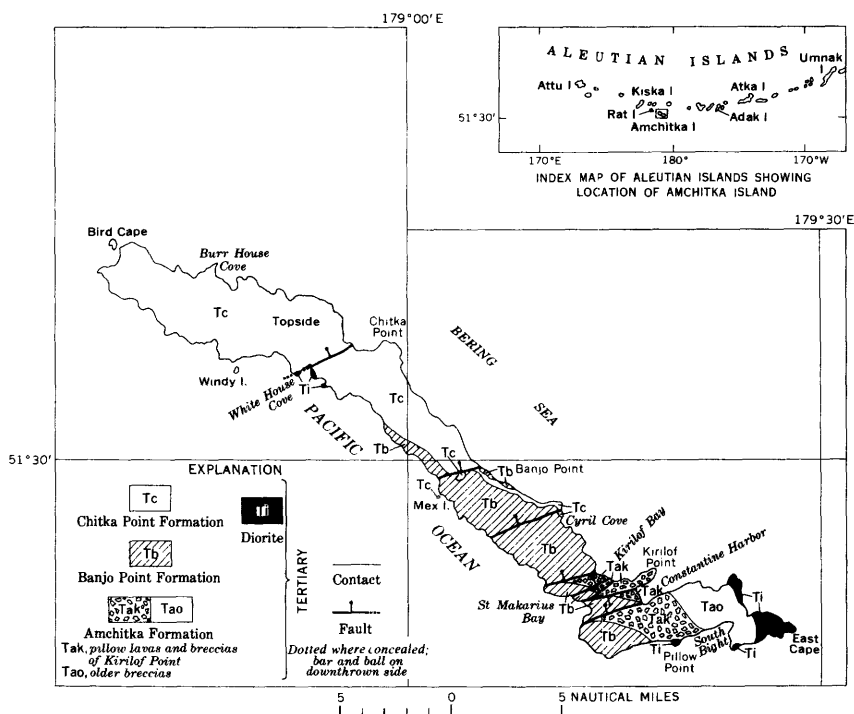 179°00'E
ALEUTIAN ISLANDS
Umnak
I
Attu I
Kiska I
Atka I
Rat I
Adak I
Amchitka I
51°30'
170°E
180°
170°W
INDEX MAP OF ALEUTIAN ISLANDS SHOWING
LOCATION OF AMCHITKA ISLAND
179°30'E
Bird Cape
Burr House
Cove
Tc
Topside
Chitka
Point
BERING
SEA
Windy I.
White House
Cove
Ti
Tc
PACIFIC
OCEAN
Tb
Tc
Tb
Banjo Point
51°30'
Tc
Mex I.
Tb
Tc
Cyril Cove
Tb
Kirilof Bay
Kirilof
Point
Constantine Harbor
Tak
Tak
Tao
Ti
St Makarius
Bay
Tb
Tak
Tb
South
Bight
East
Cape
Ti
Pillow
Point
Ti
EXPLANATION
Tc
Chitka Point Formation
Ti
Diorite
Tb
Banjo Point Formation
Tak
Tao
Amchitka Formation
Tak, pillow lavas and breccias
of Kirilof Point
Tao, older breccias
TERTIARY
Contact
Fault
Dotted where concealed;
bar and ball on
downthrown side
5 0 5 NAUTICAL MILES